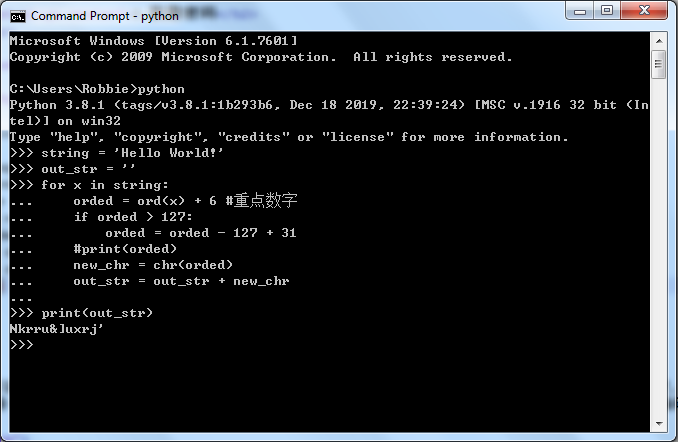 Command Prompt - python
Microsoft Windows [Version 6.1.7601]
Copyright (c) 2009 Microsoft Corporation.  All rights reserved.
C:\Users\Robbie>python
Python 3.8.1 (tags/v3.8.1:1b293b6, Dec 18 2019, 22:39:24) [MSC v.1916 32 bit (In
tel)] on win32
Type "help", "copyright", "credits" or "license" for more information.
>>> string = 'Hello World!'
>>> out_str = ''
>>> for x in string:
...     orded = ord(x) + 6 #重点数字
...     if orded > 127:
...         orded = orded - 127 + 31
...     #print(orded)
...     new_chr = chr(orded)
...     out_str = out_str + new_chr
...
>>> print(out_str)
Nkrru&]uxrj'
>>>